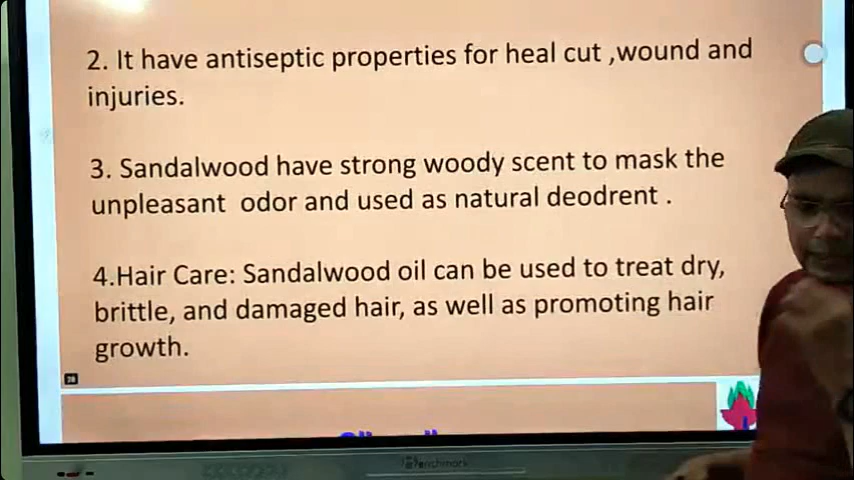 2. It have antiseptic properties for heal cut ,wound and
injuries.
3. Sandalwood have strong woody scent to mask the
unpleasant odor and used as natural deodrent .
4.Hair Care: Sandalwood oil can be used to treat dry,
brittle, and damaged hair, as well as promoting hair
growth.
Benchmark